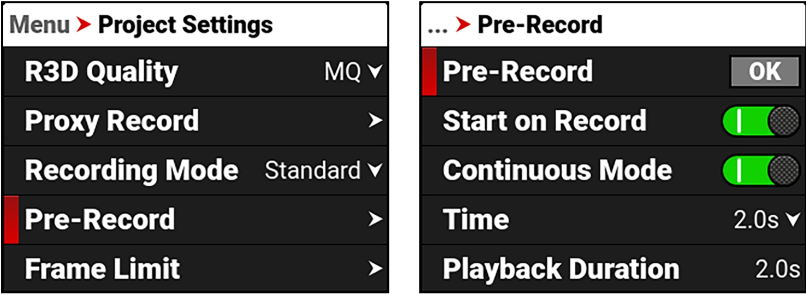 Menu ➤ Project Settings
R3D Quality MQ
Proxy Record
Recording Mode Standard
Pre-Record
Frame Limit
... ➤ Pre-Record
Pre-Record OK
Start on Record
Continuous Mode
Time 2.0s
Playback Duration 2.0s